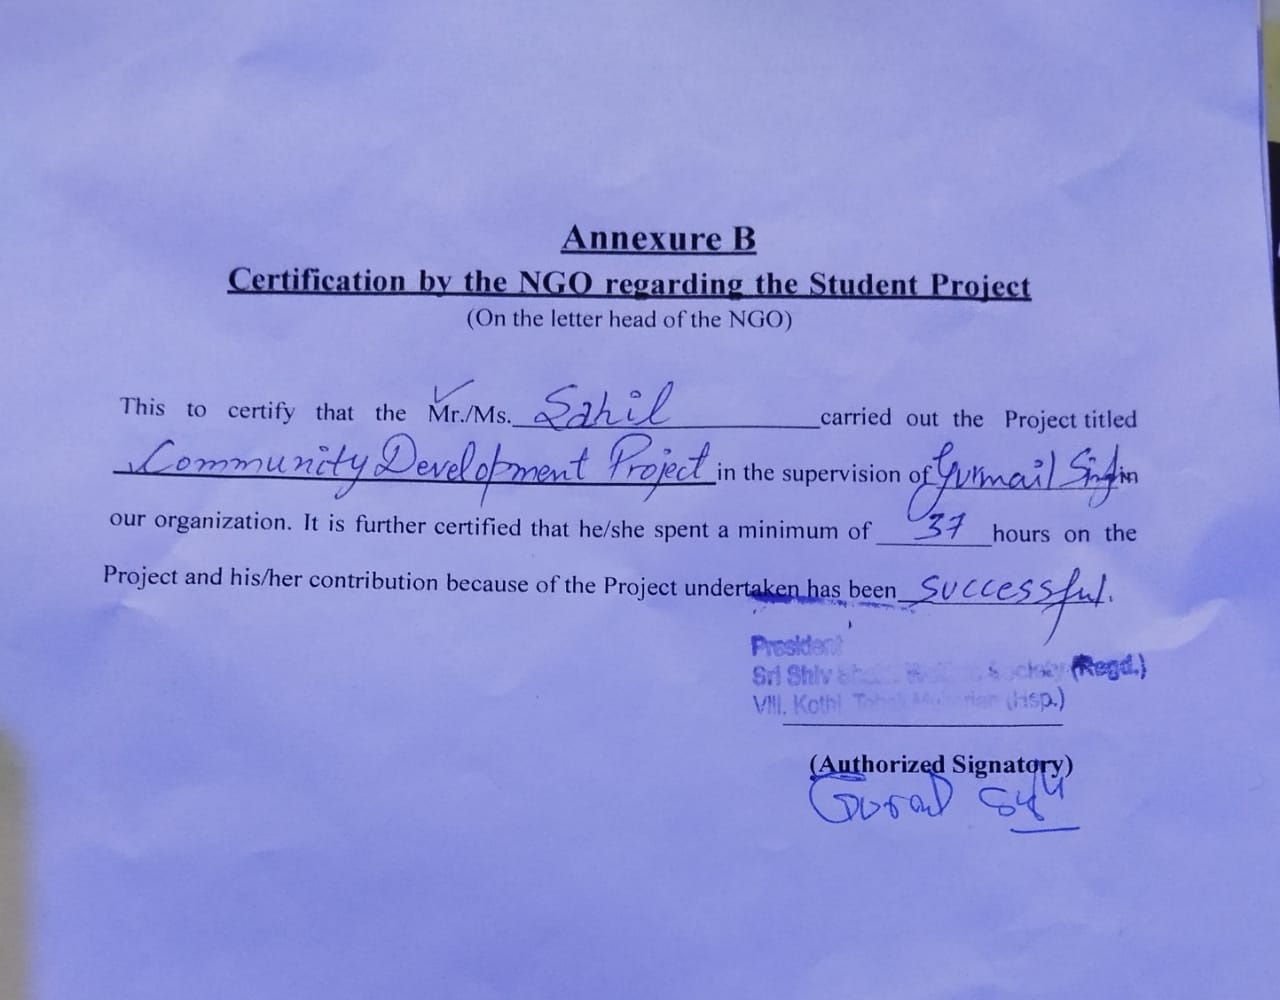 Annexure B
Certification by the NGO regarding the Student Project
(On the letter head of the NGO)
This to certify that the Mr./Ms. Sahil carried out the Project titled
Community Development Project in the supervision of Gurmail Singh in
our organization. It is further certified that he/she spent a minimum of 37 hours on the
Project and his/her contribution because of the Project undertaken has been successful.
President
Sri Shiv Society (Regd.)
Vill. Kothi (Hsp.)
(Authorized Signatory)